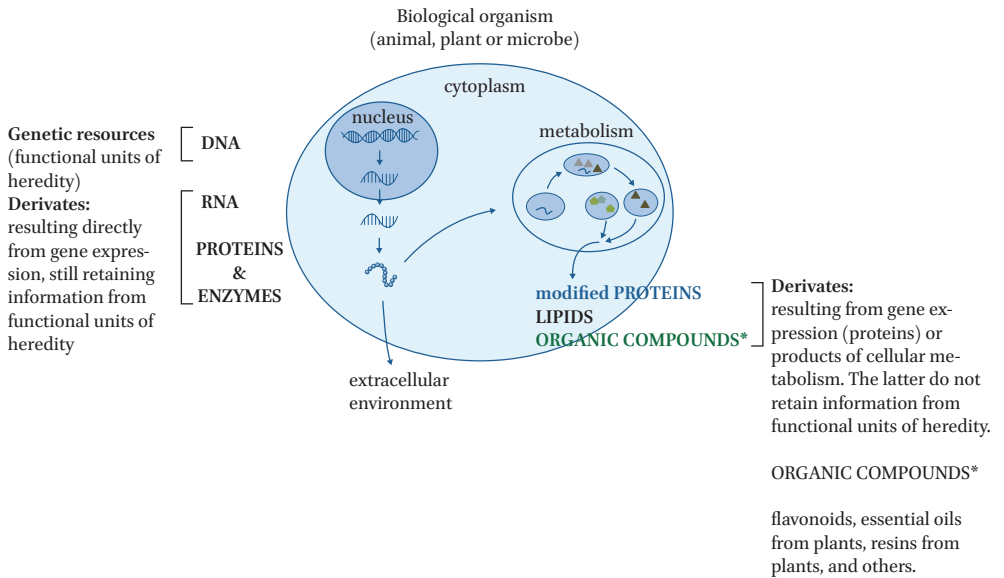 Biological organism
(animal, plant or microbe)
cytoplasm
nucleus
metabolism
Genetic resources
(functional units of
heredity)
Derivates:
resulting directly
from gene expres-
sion, still retaining
information from
functional units of
heredity
DNA
RNA
PROTEINS
&
ENZYMES
modified PROTEINS
LIPIDS
ORGANIC COMPOUNDS*
extracellular
environment
Derivates:
resulting from gene ex-
pression (proteins) or
products of cellular me-
tabolism. The latter do not
retain information from
functional units of heredity.
ORGANIC COMPOUNDS*
flavonoids, essential oils
from plants, resins from
plants, and others.